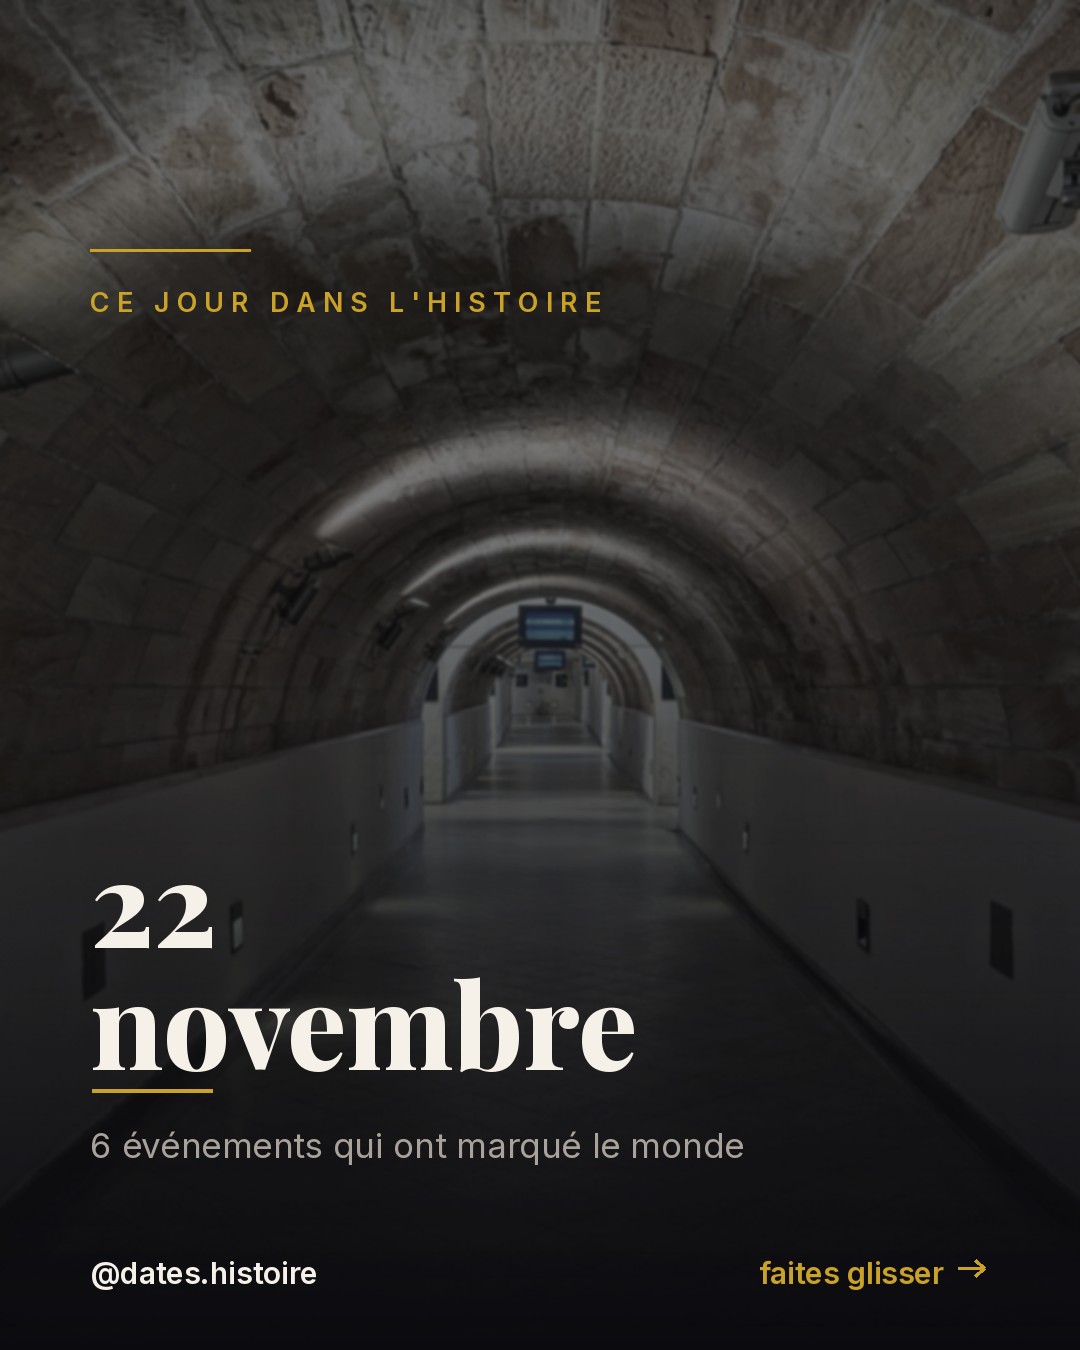 CE JOUR DANS L'HISTOIRE
22
novembre
6 événements qui ont marqué le monde
@dates.histoire
faites glisser →